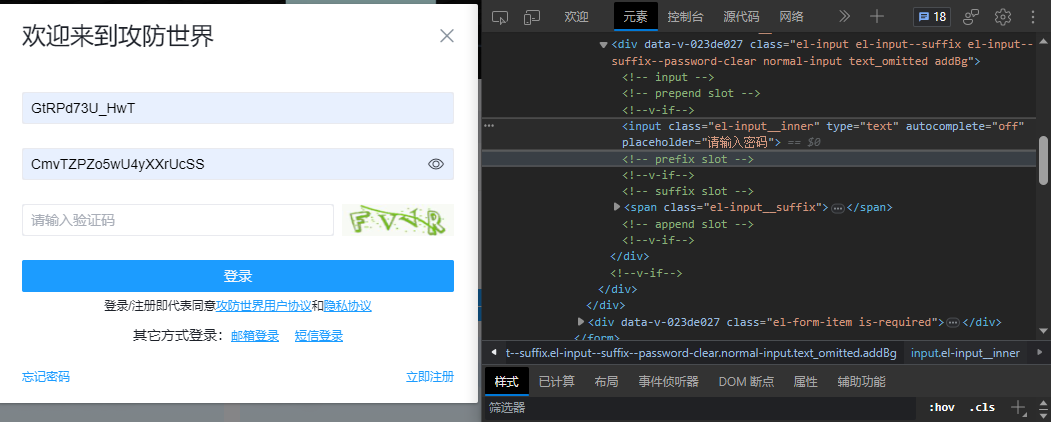 欢迎来到攻防世界
GtRPd73U_HwT
CmvTZPZo5wU4yXXrUcSS
请输入验证码
FV4R
登录
登录/注册即代表同意攻防世界用户协议和隐私协议
其它方式登录：邮箱登录 短信登录
忘记密码 立即注册
欢迎 元素 控制台 源代码 网络 18
<div data-v-023de027 class="el-input el-input--suffix el-input--
suffix--password-clear normal-input text_omitted addBg">
<!-- input -->
<!-- prepend slot -->
<!--v-if-->
<input class="el-input__inner" type="text" autocomplete="off"
placeholder="请输入密码"> == $0
<!-- prefix slot -->
<!--v-if-->
<!-- suffix slot -->
<span class="el-input__suffix">…</span>
<!-- append slot -->
<!--v-if-->
</div>
<!--v-if-->
</div>
</div>
<div data-v-023de027 class="el-form-item is-required">…</div>
</form>
t--suffix.el-input--suffix--password-clear.normal-input.text_omitted.addBg input.el-input__inner
样式 已计算 布局 事件侦听器 DOM 断点 属性 辅助功能
筛选器 :hov .cls